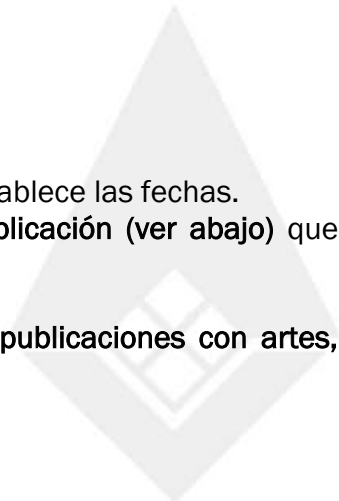 ablece las fechas.
plicación (ver abajo) que
publicaciones con artes,